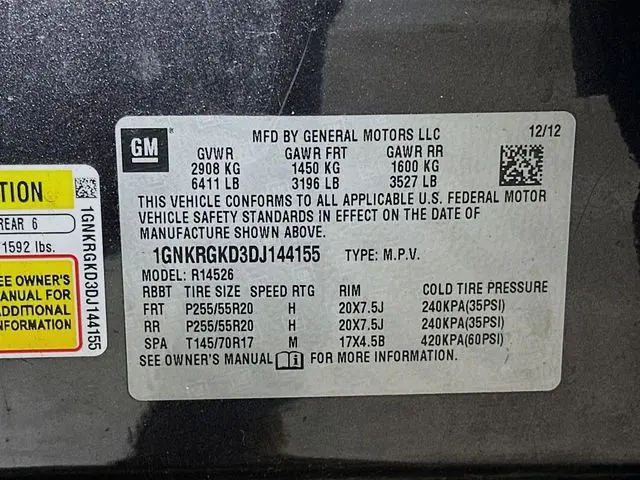 GM
MFD BY GENERAL MOTORS LLC 12/12
GVWR GAWR FRT GAWR RR
2908 KG 1450 KG 1600 KG
6411 LB 3196 LB 3527 LB
THIS VEHICLE CONFORMS TO ALL APPLICABLE U.S. FEDERAL MOTOR
VEHICLE SAFETY STANDARDS IN EFFECT ON THE DATE OF
MANUFACTURE SHOWN ABOVE.
1GNKRGKD3DJ144155 TYPE: M.P.V.
MODEL: R14526
RBBT TIRE SIZE SPEED RTG RIM COLD TIRE PRESSURE
FRT P255/55R20 H 20X7.5J 240KPA(35PSI)
RR P255/55R20 H 20X7.5J 240KPA(35PSI)
SPA T145/70R17 M 17X4.5B 420KPA(60PSI)
SEE OWNER'S MANUAL i FOR MORE INFORMATION.
TION
REAR 6
1592 lbs.
EE OWNER'S
ANUAL FOR
ADDITIONAL
NFORMATION
1GNKRGKD3DJ144155